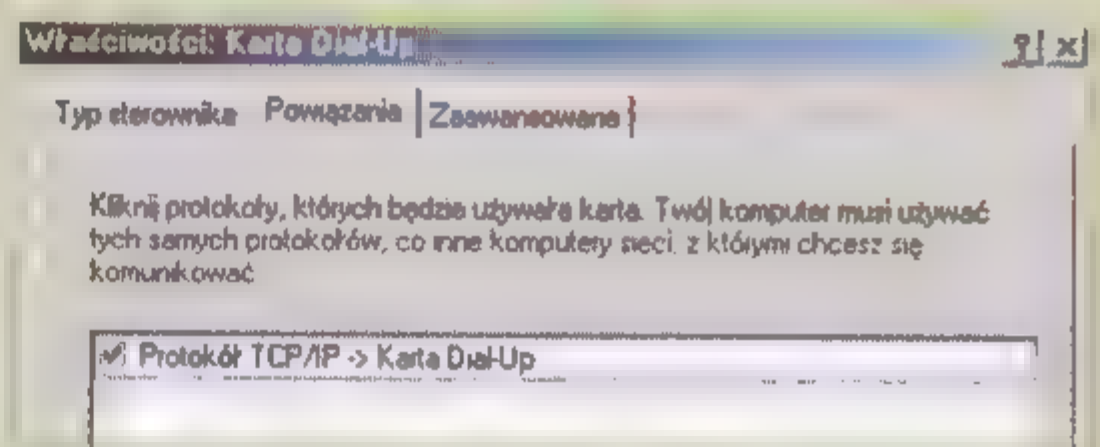 Właściwości: Karta Dial-Up
Typ sterownika Powiązania Zaawansowane
Kliknij protokoły, których będzie używała karta. Twój komputer musi używać
tych samych protokołów, co inne komputery sieci, z którymi chcesz się
komunikować.
Protokół TCP/IP -> Karta Dial-Up